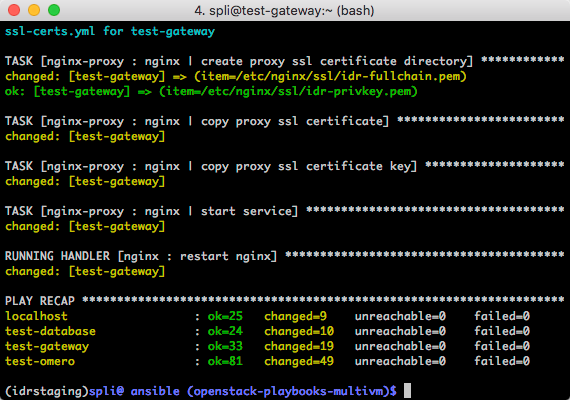 4. spli@test-gateway:~ (bash)
ssl-certs.yml for test-gateway
TASK [nginx-proxy : nginx | create proxy ssl certificate directory] ************
changed: [test-gateway] => (item=/etc/nginx/ssl/idr-fullchain.pem)
ok: [test-gateway] => (item=/etc/nginx/ssl/idr-privkey.pem)
TASK [nginx-proxy : nginx | copy proxy ssl certificate] ************************
changed: [test-gateway]
TASK [nginx-proxy : nginx | copy proxy ssl certificate key] ********************
changed: [test-gateway]
TASK [nginx-proxy : nginx | start service] *************************************
changed: [test-gateway]
RUNNING HANDLER [nginx : restart nginx] ****************************************
changed: [test-gateway]
PLAY RECAP *********************************************************************
localhost                  : ok=25   changed=9    unreachable=0    failed=0
test-database              : ok=24   changed=10   unreachable=0    failed=0
test-gateway               : ok=33   changed=19   unreachable=0    failed=0
test-omero                 : ok=81   changed=49   unreachable=0    failed=0
(idrstaging)spli@ ansible (openstack-playbooks-multivm)$